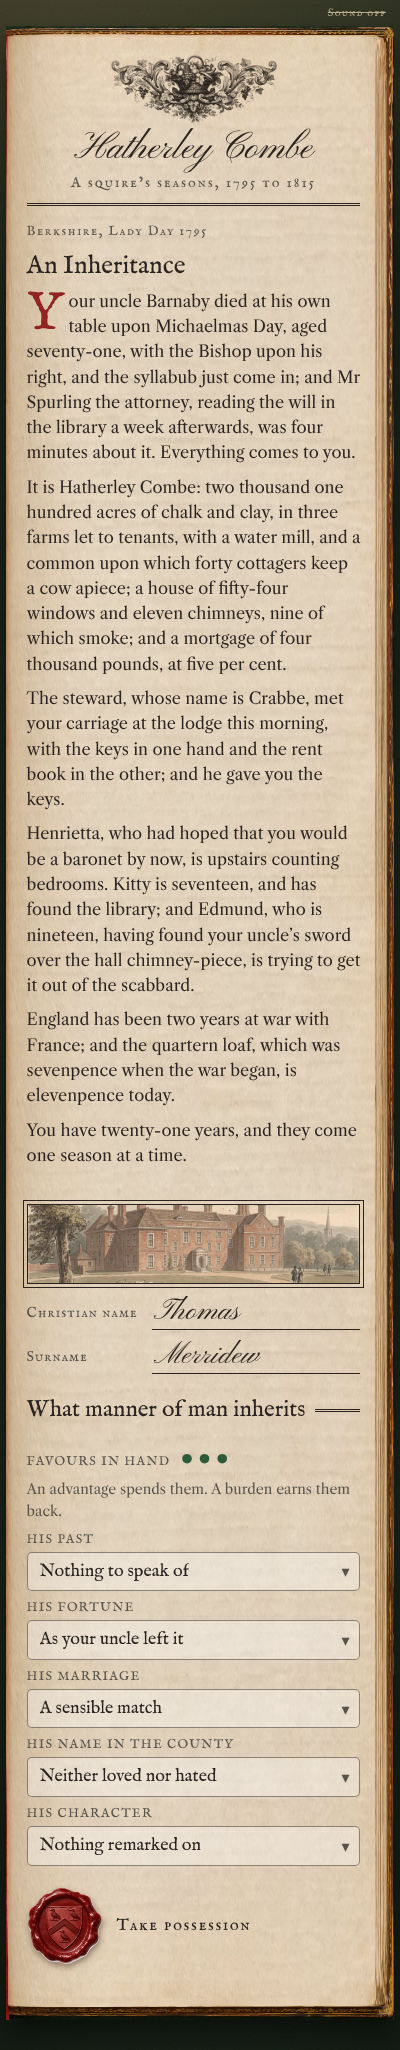 Sound off
Hatherley Combe
A squire's seasons, 1795 to 1815
Berkshire, Lady Day 1795
An Inheritance
Your uncle Barnaby died at his own
table upon Michaelmas Day, aged
seventy-one, with the Bishop upon his
right, and the syllabub just come in; and Mr
Spurling the attorney, reading the will in
the library a week afterwards, was four
minutes about it. Everything comes to you.
It is Hatherley Combe: two thousand one
hundred acres of chalk and clay, in three
farms let to tenants, with a water mill, and a
common upon which forty cottagers keep
a cow apiece; a house of fifty-four
windows and eleven chimneys, nine of
which smoke; and a mortgage of four
thousand pounds, at five per cent.
The steward, whose name is Crabbe, met
your carriage at the lodge this morning,
with the keys in one hand and the rent
book in the other; and he gave you the
keys.
Henrietta, who had hoped that you would
be a baronet by now, is upstairs counting
bedrooms. Kitty is seventeen, and has
found the library; and Edmund, who is
nineteen, having found your uncle's sword
over the hall chimney-piece, is trying to get
it out of the scabbard.
England has been two years at war with
France; and the quartern loaf, which was
sevenpence when the war began, is
elevenpence today.
You have twenty-one years, and they come
one season at a time.
Christian name Thomas
Surname Merridew
What manner of man inherits
FAVOURS IN HAND
An advantage spends them. A burden earns them
back.
HIS PAST
Nothing to speak of
HIS FORTUNE
As your uncle left it
HIS MARRIAGE
A sensible match
HIS NAME IN THE COUNTY
Neither loved nor hated
HIS CHARACTER
Nothing remarked on
Take possession